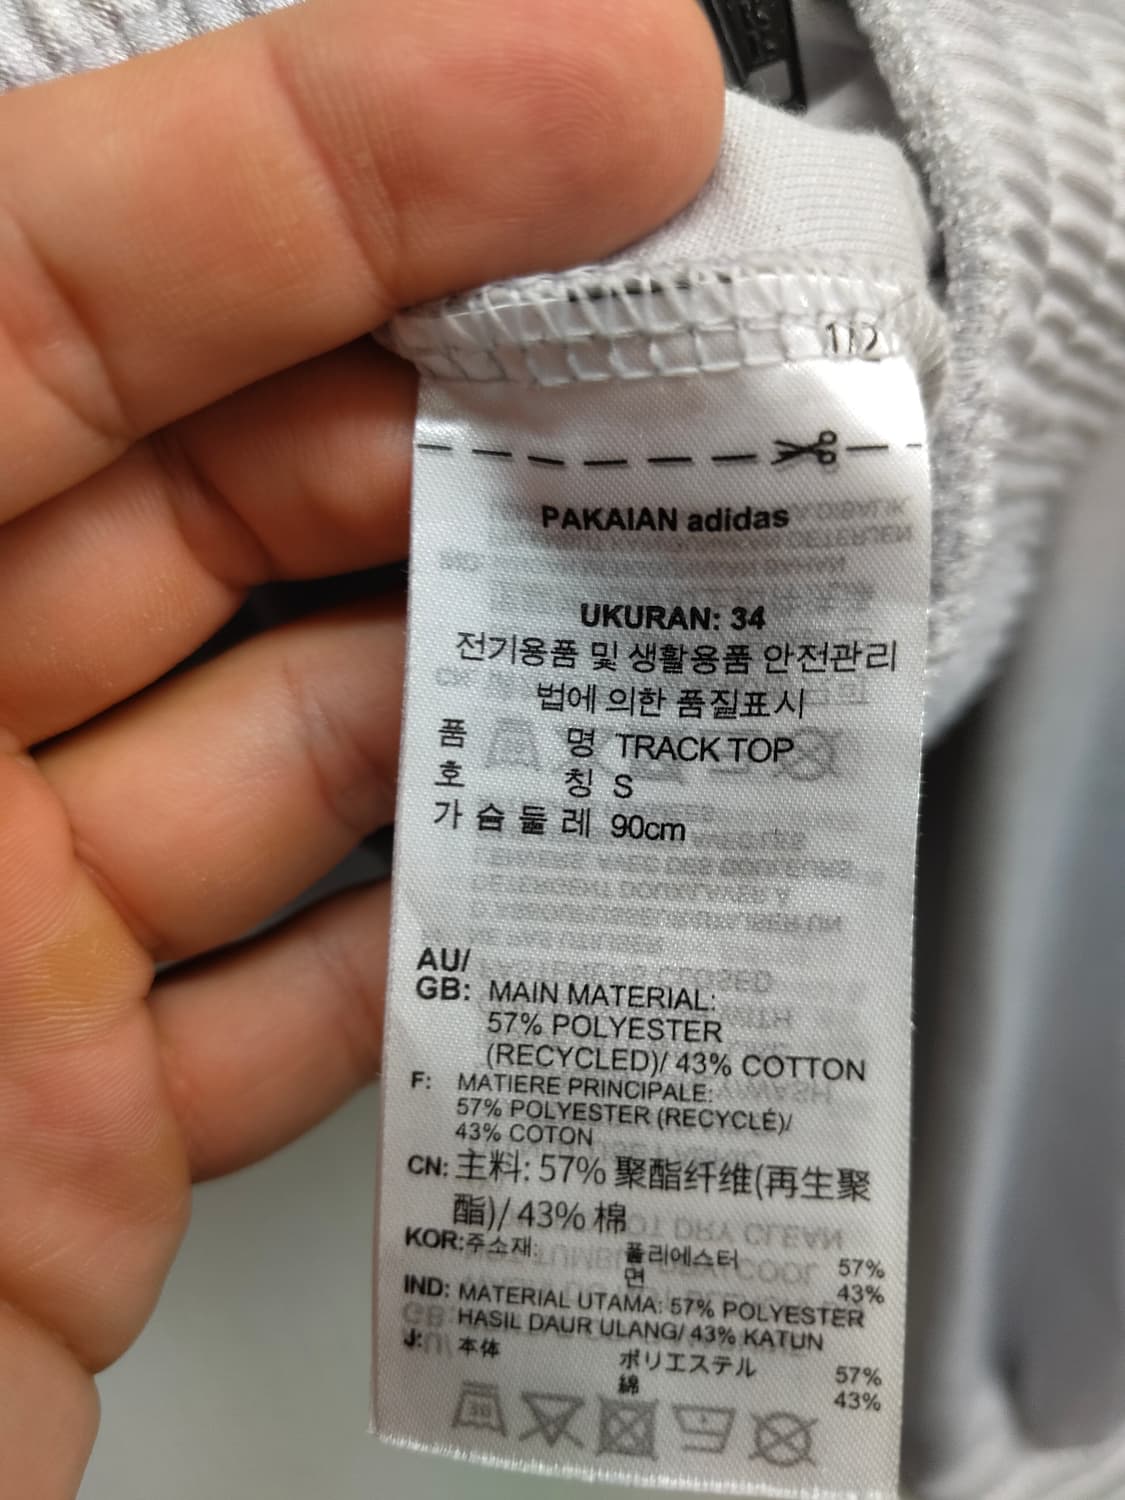 1/2
PAKAIAN adidas
UKURAN: 34
전기용품 및 생활용품 안전관리
법에 의한 품질표시
품 명 TRACK TOP
호 칭 S
가 슴 둘 레 90cm
AU/
GB: MAIN MATERIAL:
57% POLYESTER
(RECYCLED)/ 43% COTTON
F: MATIERE PRINCIPALE:
57% POLYESTER (RECYCLÉ)/
43% COTON
CN: 主料: 57% 聚酯纤维(再生聚
酯)/ 43% 棉
KOR:주소재: 폴리에스터 57%
면 43%
IND: MATERIAL UTAMA: 57% POLYESTER
HASIL DAUR ULANG/ 43% KATUN
J: 本体 ポリエステル 57%
綿 43%
30